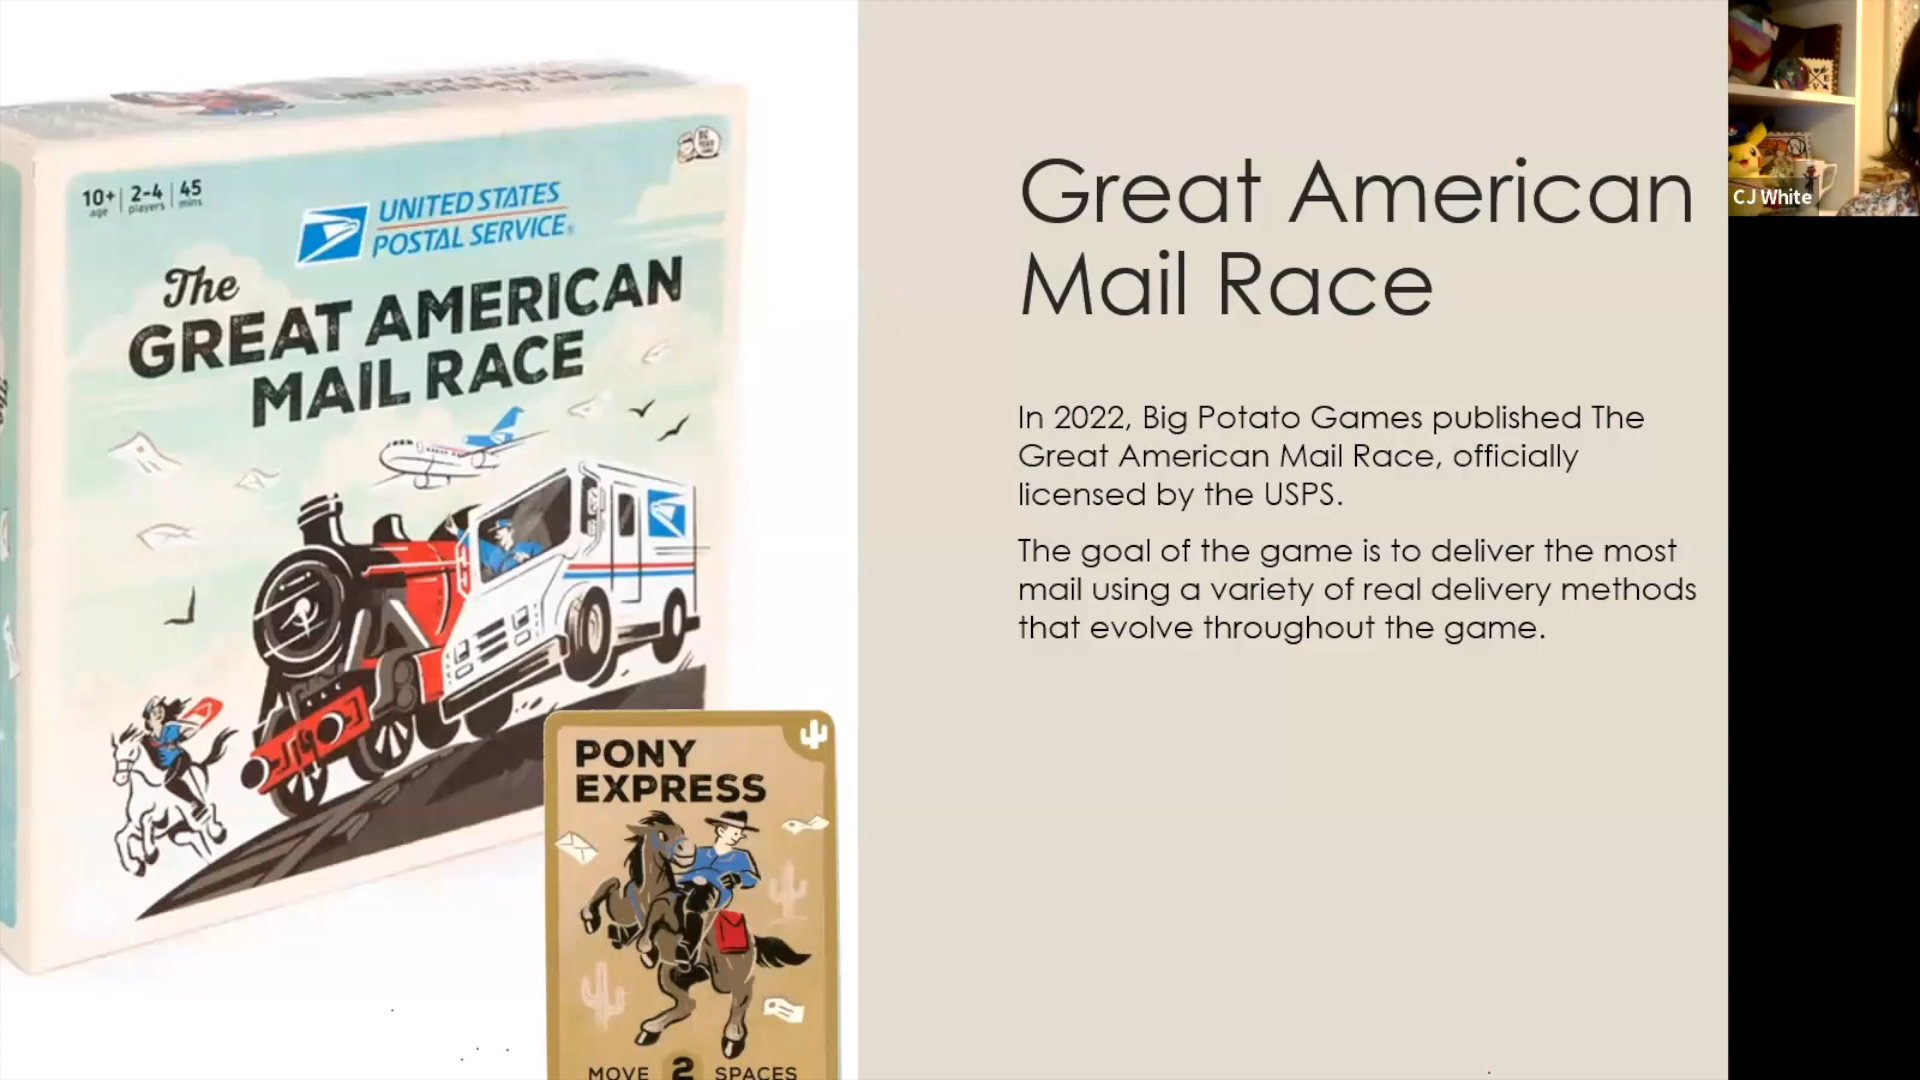 10+ 2-4 45
age players mins
BIG POTATO GAMES
UNITED STATES
POSTAL SERVICE®
The
GREAT AMERICAN
MAIL RACE
PONY
EXPRESS
MOVE 2 SPACES
Great American
Mail Race
In 2022, Big Potato Games published The
Great American Mail Race, officially
licensed by the USPS.
The goal of the game is to deliver the most
mail using a variety of real delivery methods
that evolve throughout the game.
CJ White